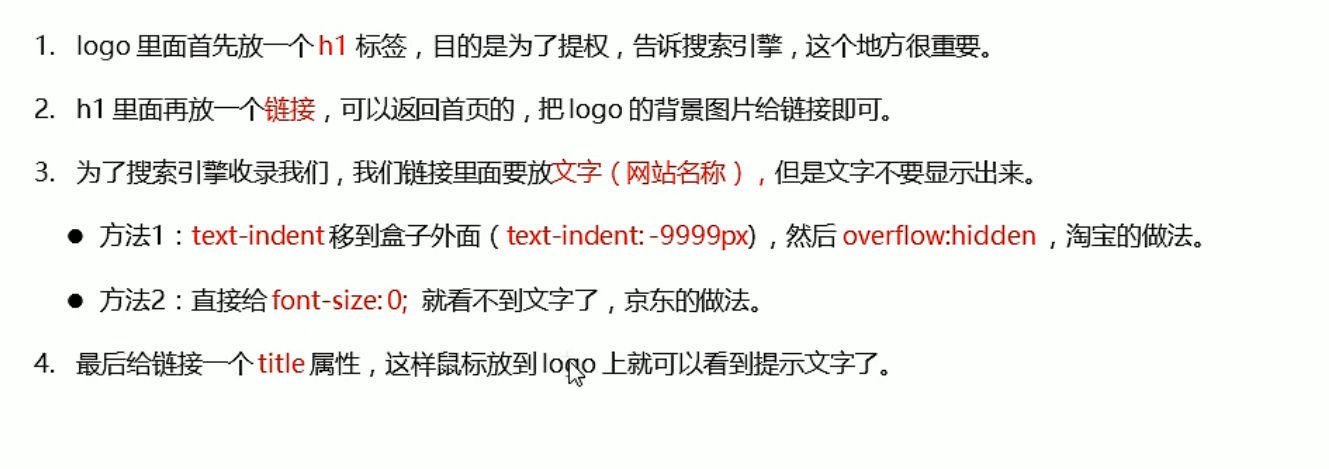 1. logo 里面首先放一个 h1 标签，目的是为了提权，告诉搜索引擎，这个地方很重要。
2. h1 里面再放一个链接，可以返回首页的，把 logo 的背景图片给链接即可。
3. 为了搜索引擎收录我们，我们链接里面要放文字（网站名称），但是文字不要显示出来。
● 方法1：text-indent 移到盒子外面（text-indent: -9999px)，然后 overflow:hidden ，淘宝的做法。
● 方法2：直接给 font-size: 0; 就看不到文字了，京东的做法。
4. 最后给链接一个 title 属性，这样鼠标放到 logo 上就可以看到提示文字了。